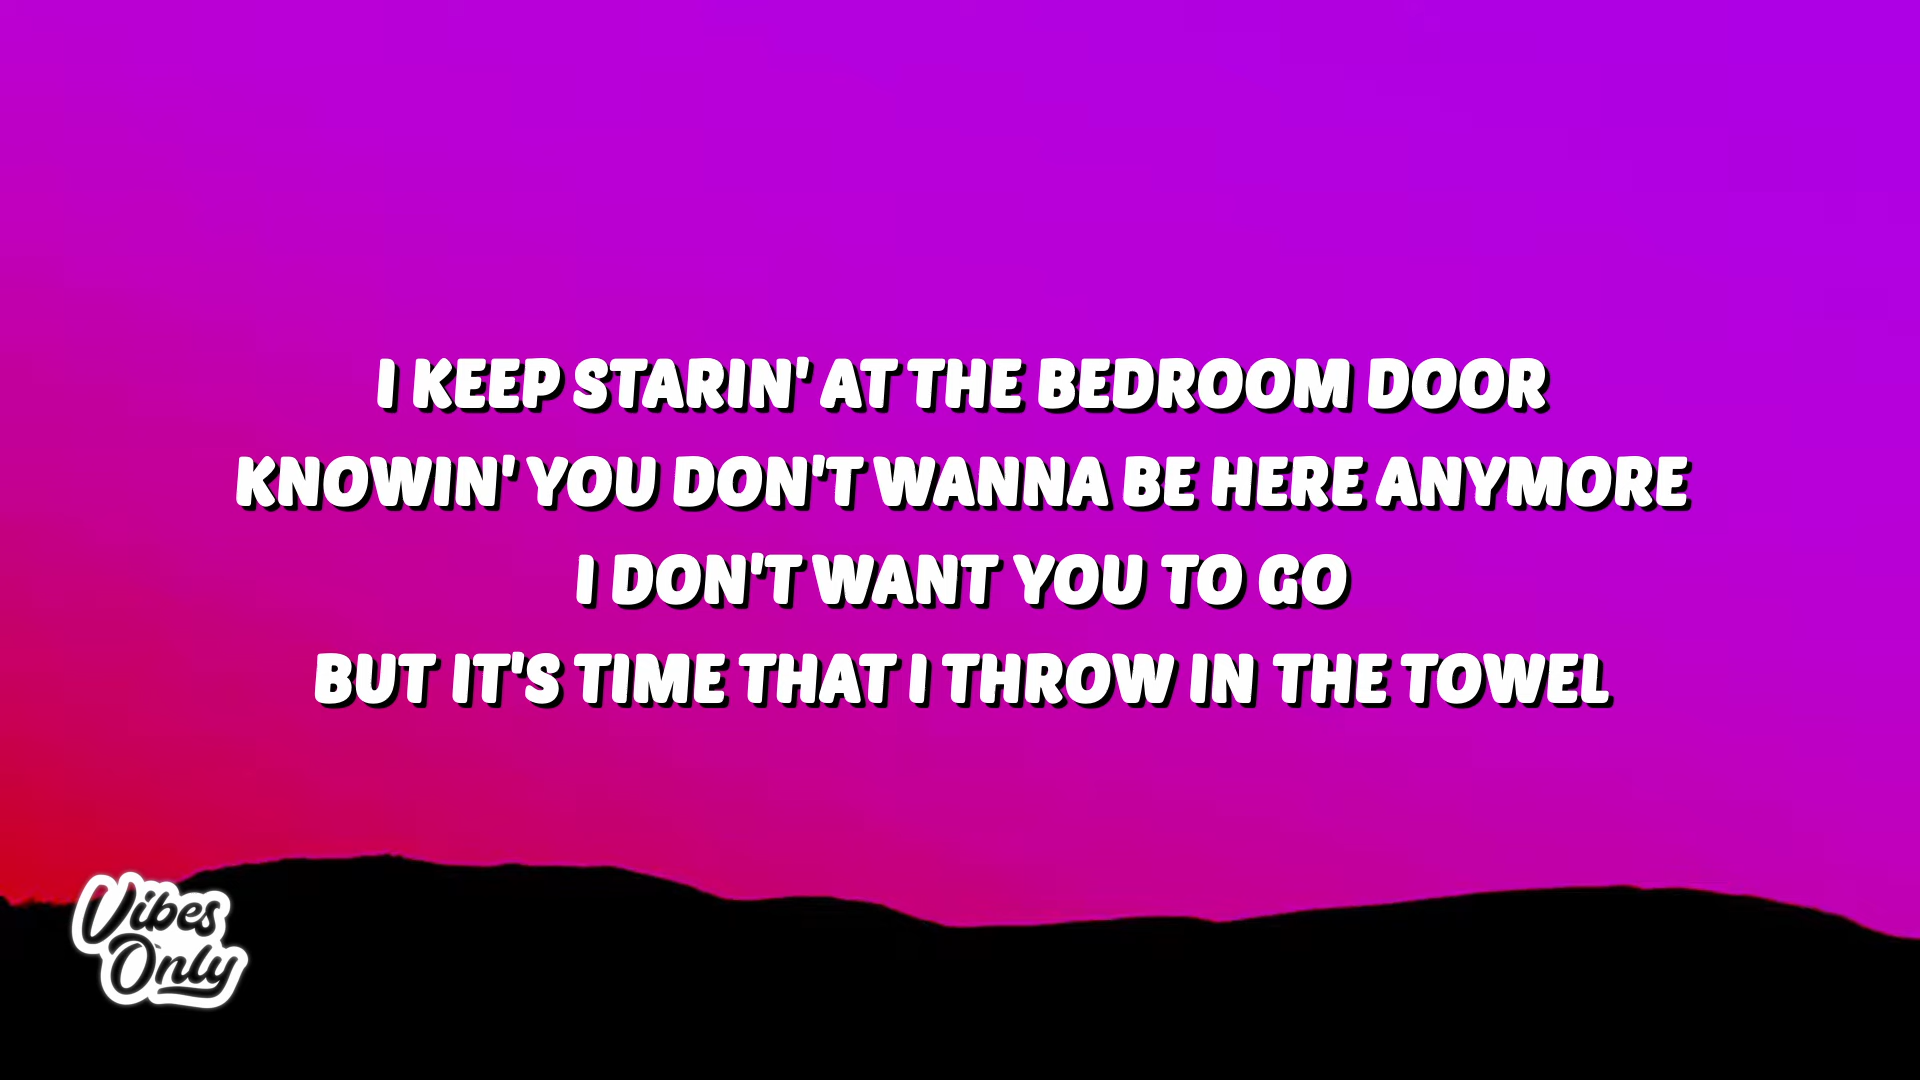 I KEEP STARIN' AT THE BEDROOM DOOR
KNOWIN' YOU DON'T WANNA BE HERE ANYMORE
I DON'T WANT YOU TO GO
BUT IT'S TIME THAT I THROW IN THE TOWEL
Vibes
Only